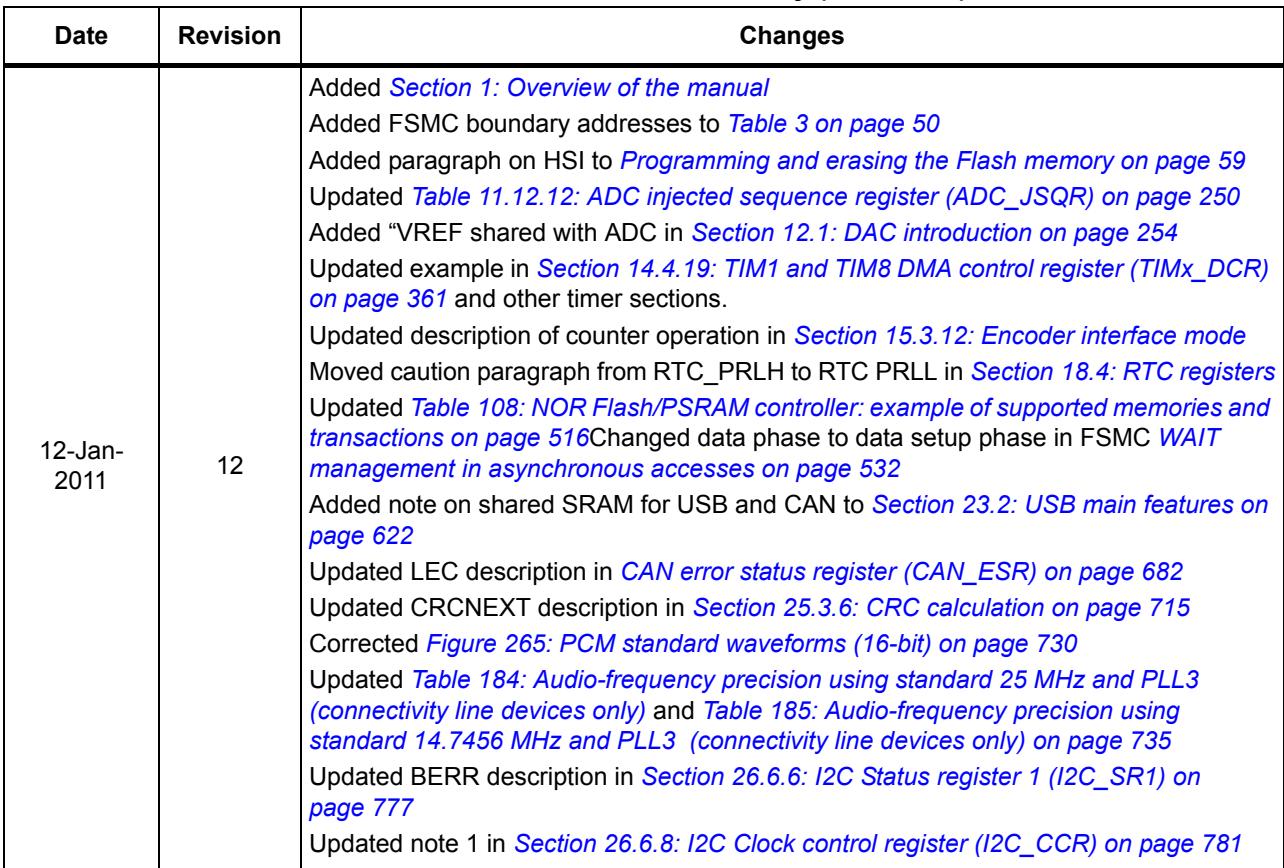 Date
Revision
Changes
12-Jan-
2011
12
Added Section 1: Overview of the manual
Added FSMC boundary addresses to Table 3 on page 50
Added paragraph on HSI to Programming and erasing the Flash memory on page 59
Updated Table 11.12.12: ADC injected sequence register (ADC_JSQR) on page 250
Added “VREF shared with ADC in Section 12.1: DAC introduction on page 254
Updated example in Section 14.4.19: TIM1 and TIM8 DMA control register (TIMx_DCR)
on page 361 and other timer sections.
Updated description of counter operation in Section 15.3.12: Encoder interface mode
Moved caution paragraph from RTC_PRLH to RTC PRLL in Section 18.4: RTC registers
Updated Table 108: NOR Flash/PSRAM controller: example of supported memories and
transactions on page 516Changed data phase to data setup phase in FSMC WAIT
management in asynchronous accesses on page 532
Added note on shared SRAM for USB and CAN to Section 23.2: USB main features on
page 622
Updated LEC description in CAN error status register (CAN_ESR) on page 682
Updated CRCNEXT description in Section 25.3.6: CRC calculation on page 715
Corrected Figure 265: PCM standard waveforms (16-bit) on page 730
Updated Table 184: Audio-frequency precision using standard 25 MHz and PLL3
(connectivity line devices only) and Table 185: Audio-frequency precision using
standard 14.7456 MHz and PLL3 (connectivity line devices only) on page 735
Updated BERR description in Section 26.6.6: I2C Status register 1 (I2C_SR1) on
page 777
Updated note 1 in Section 26.6.8: I2C Clock control register (I2C_CCR) on page 781